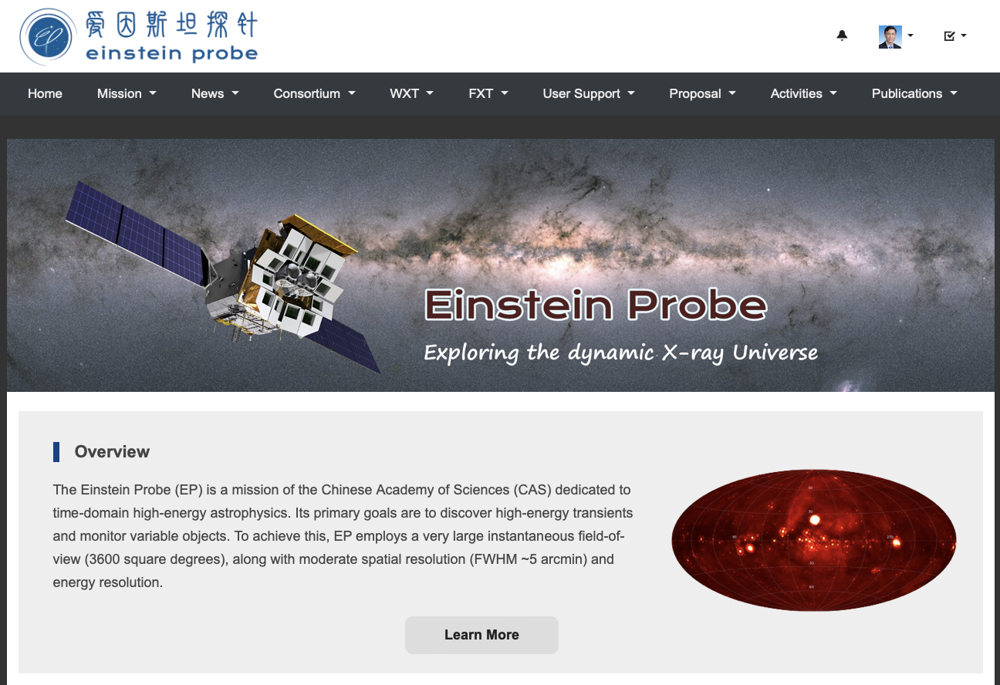 爱因斯坦探针
einstein probe
Home Mission News Consortium WXT FXT User Support Proposal Activities Publications
Einstein Probe
Exploring the dynamic X-ray Universe
Overview
The Einstein Probe (EP) is a mission of the Chinese Academy of Sciences (CAS) dedicated to
time-domain high-energy astrophysics. Its primary goals are to discover high-energy transients
and monitor variable objects. To achieve this, EP employs a very large instantaneous field-of-
view (3600 square degrees), along with moderate spatial resolution (FWHM ~5 arcmin) and
energy resolution.
Learn More